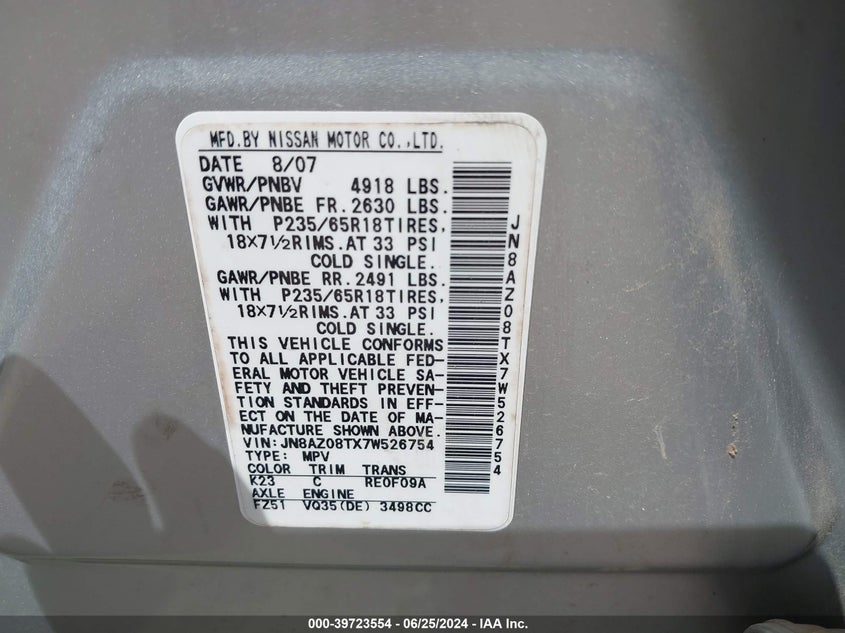 MFD.BY NISSAN MOTOR CO.,LTD.
DATE 8/07
GVWR/PNBV 4918 LBS.
GAWR/PNBE FR.2630 LBS.
WITH P235/65R18TIRES,
18X7½RIMS.AT 33 PSI
COLD SINGLE.
GAWR/PNBE RR.2491 LBS.
WITH P235/65R18TIRES,
18X7½RIMS.AT 33 PSI
COLD SINGLE.
THIS VEHICLE CONFORMS
TO ALL APPLICABLE FED-
ERAL MOTOR VEHICLE SA-
FETY AND THEFT PREVEN-
TION STANDARDS IN EFF-
ECT ON THE DATE OF MA-
NUFACTURE SHOWN ABOVE.
VIN:JN8AZ08TX7W526754
TYPE: MPV
COLOR TRIM TRANS
K23 C RE0F09A
AXLE ENGINE
FZ51 VQ35(DE) 3498CC
JN8AZ08TX7W526754
000-39723554 - 06/25/2024 - IAA Inc.